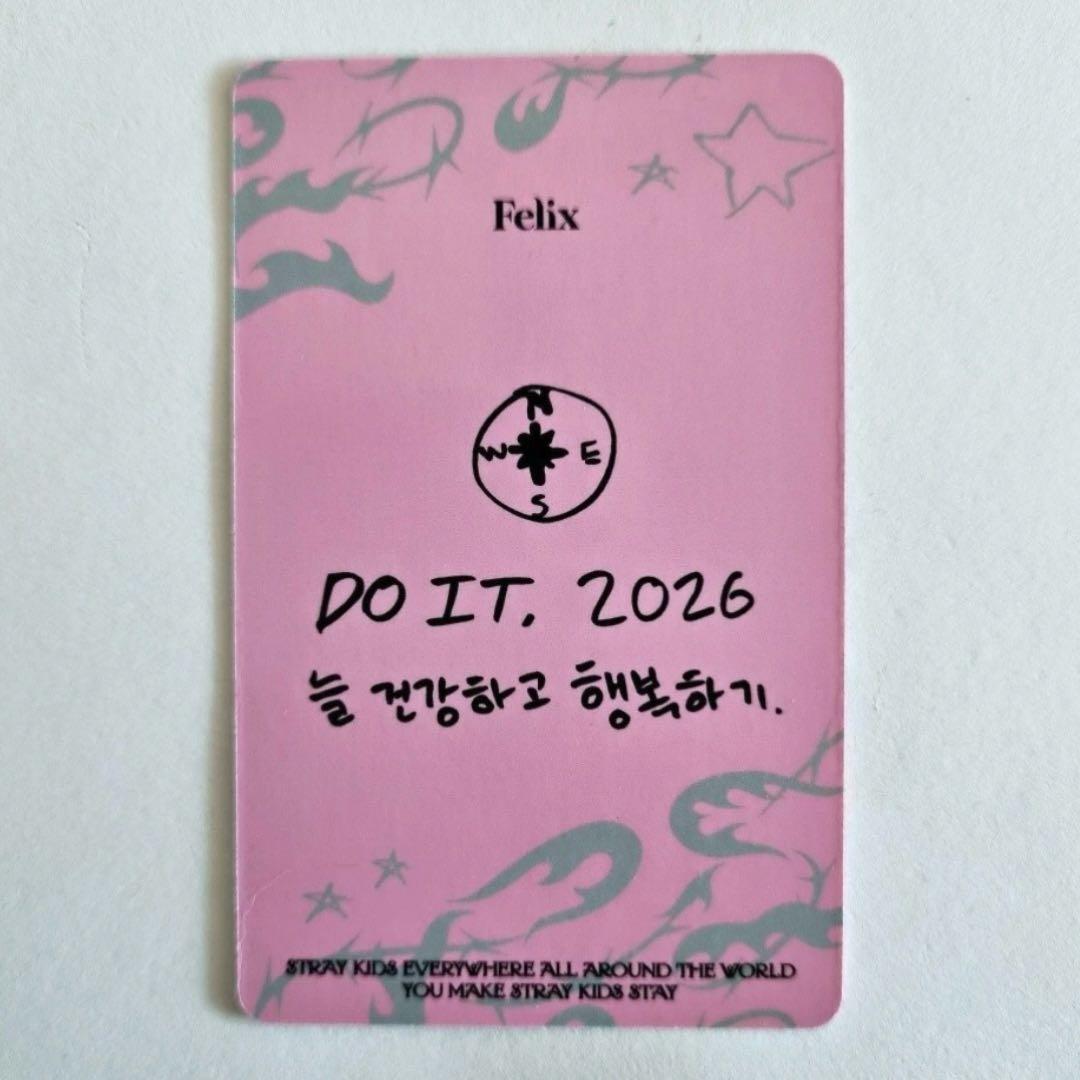 Felix
N
W E
S
DO IT. 2026
늘 건강하고 행복하기.
STRAY KIDS EVERYWHERE ALL AROUND THE WORLD
YOU MAKE STRAY KIDS STAY